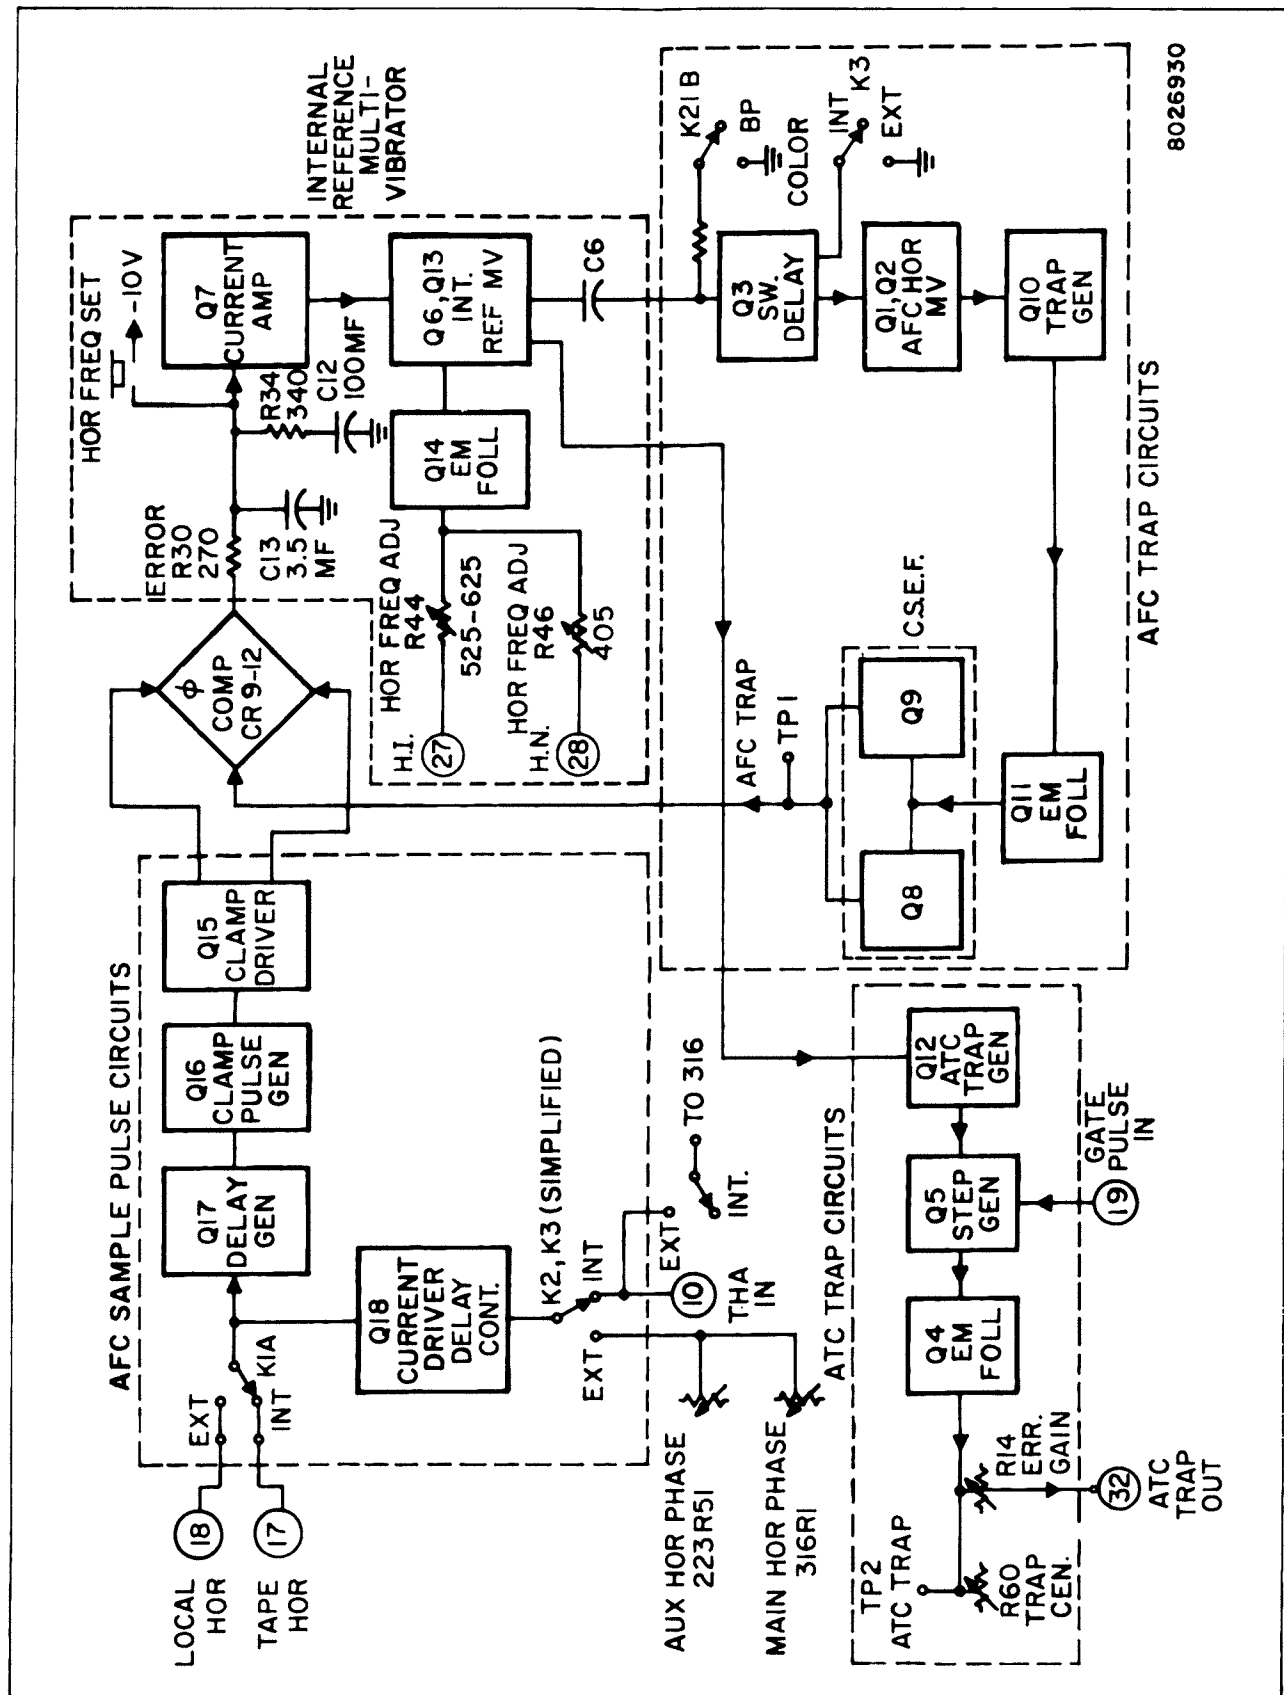 AFC SAMPLE PULSE CIRCUITS
LOCAL
HOR
18
TAPE
HOR
17
EXT
INT
K1A
Q17
DELAY
GEN
Q16
CLAMP
PULSE
GEN
Q15
CLAMP
DRIVER
Q18
CURRENT
DRIVER
DELAY
CONT.
K2, K3 (SIMPLIFIED)
EXT
INT
10
THA
IN
EXT
INT.
TO 316
AUX HOR PHASE
223R51
MAIN HOR PHASE
316R1
ϕ
COMP
CR 9-12
INTERNAL
REFERENCE
MULTI-
VIBRATOR
HOR FREQ SET
-10V
ERROR
R30
270
C13
3.5
MF
R34
340
C12
100MF
Q7
CURRENT
AMP
Q6, Q13
INT.
REF MV
Q14
EM
FOLL
HOR FREQ ADJ
R44
525-625
H.I.
27
HOR FREQ ADJ
R46
405
H.N.
28
C6
K21B
BP
COLOR
INT
K3
EXT
Q3
SW.
DELAY
Q1, Q2
AFC HOR
MV
Q10
TRAP
GEN
Q11
EM
FOLL
C.S.E.F.
Q8
Q9
TP1
AFC TRAP
AFC TRAP CIRCUITS
ATC TRAP CIRCUITS
Q12
ATC
TRAP
GEN
Q5
STEP
GEN
GATE
PULSE
IN
19
Q4
EM
FOLL
R14
ERR.
GAIN
32
ATC
TRAP
OUT
TP2
ATC TRAP
R60
TRAP
CEN.
8026930